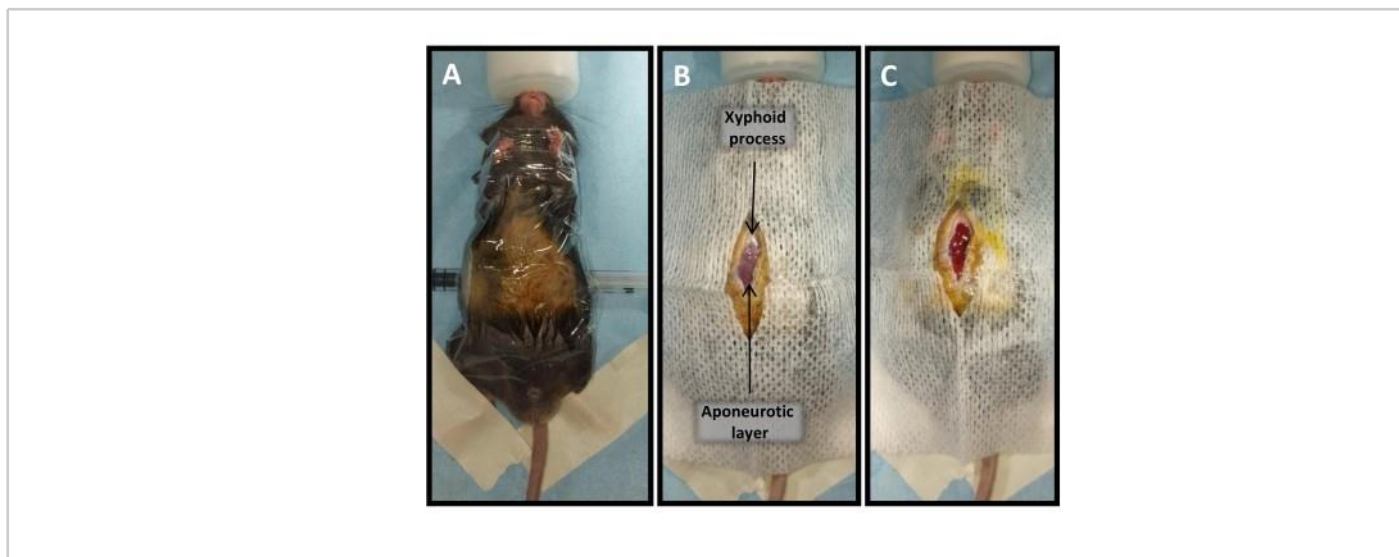 A
B
C
Xyphoid
process
Aponeurotic
layer